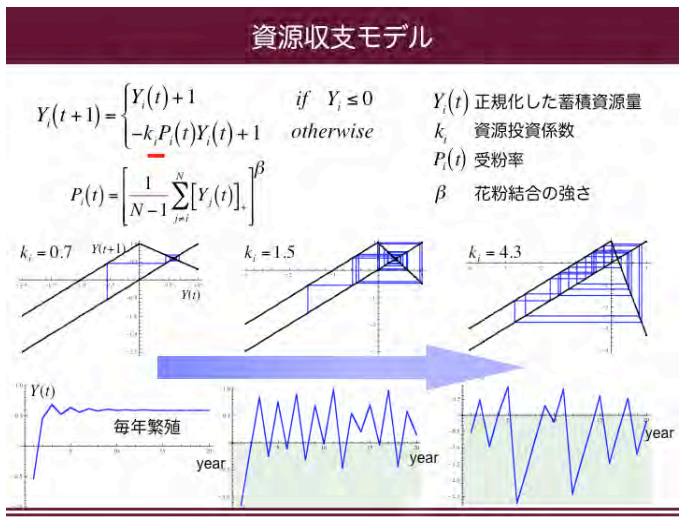 資源収支モデル
Y_i(t+1) = { Y_i(t)+1 if Y_i ≤ 0
-k_i P_i(t)Y_i(t)+1 otherwise
P_i(t) = [ 1/(N-1) Σ_{j≠i}^{N} [Y_j(t)]_+ ]^β
Y_i(t) 正規化した蓄積資源量
k_i 資源投資係数
P_i(t) 受粉率
β 花粉結合の強さ
k_i = 0.7
Y(t+1)
Y(t)
k_i = 1.5
k_i = 4.3
Y(t)
毎年繁殖
year
year
year